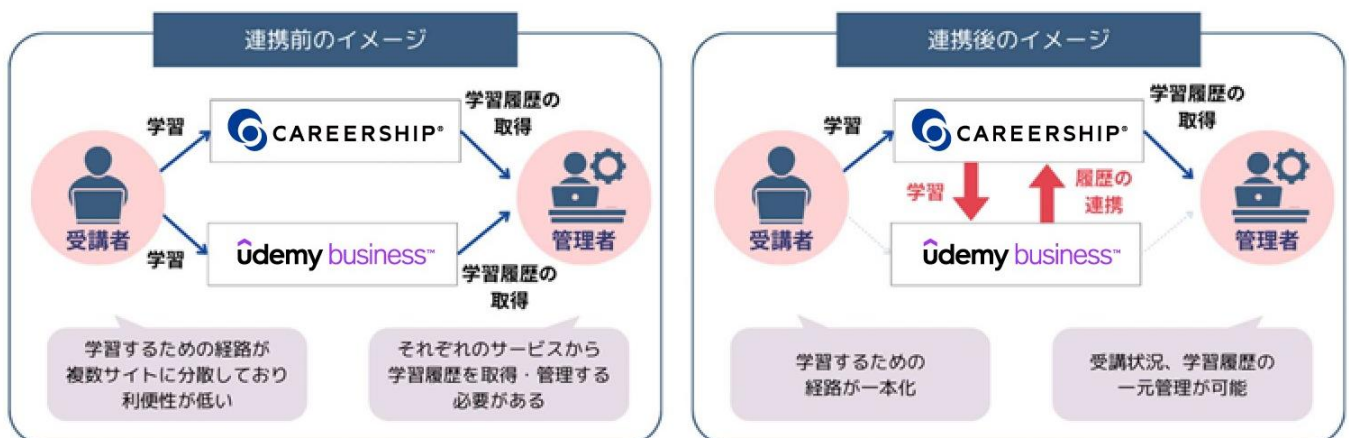 連携前のイメージ
学習
CAREERSHIP®
学習履歴の
取得
受講者
管理者
学習
udemy business™
学習履歴の
取得
学習するための経路が
複数サイトに分散しており
利便性が低い
それぞれのサービスから
学習履歴を取得・管理する
必要がある
連携後のイメージ
学習
CAREERSHIP®
学習履歴の
取得
学習
履歴の
連携
受講者
管理者
udemy business™
学習するための
経路が一本化
受講状況、学習履歴の
一元管理が可能